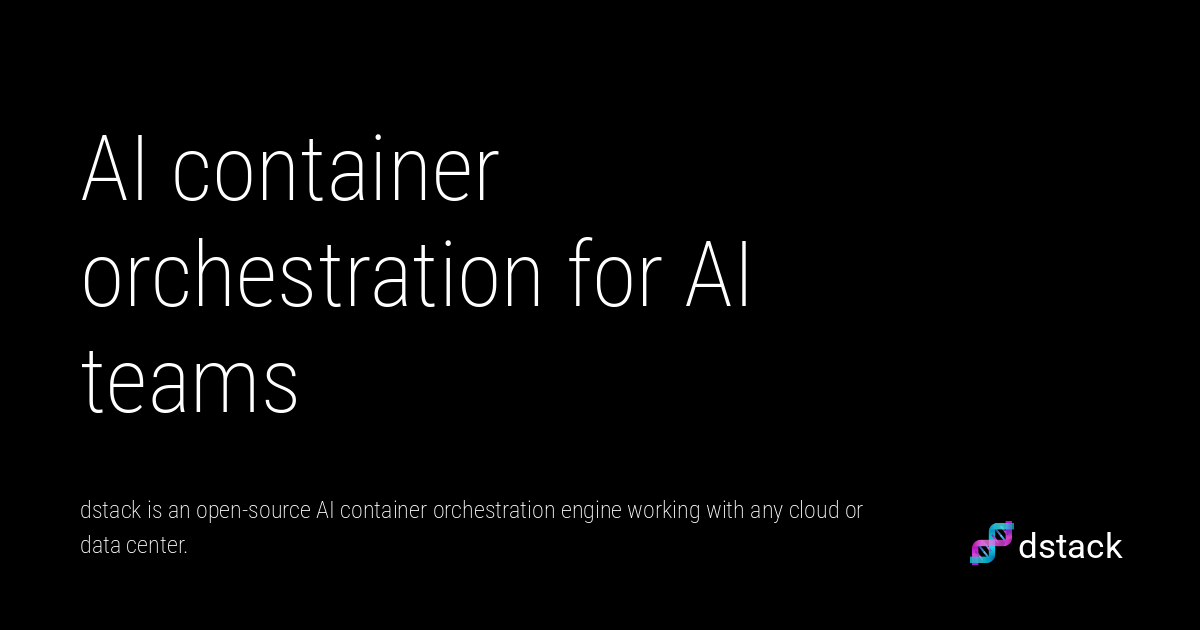 AI container
orchestration for AI
teams
dstack is an open-source AI container orchestration engine working with any cloud or
data center.
dstack